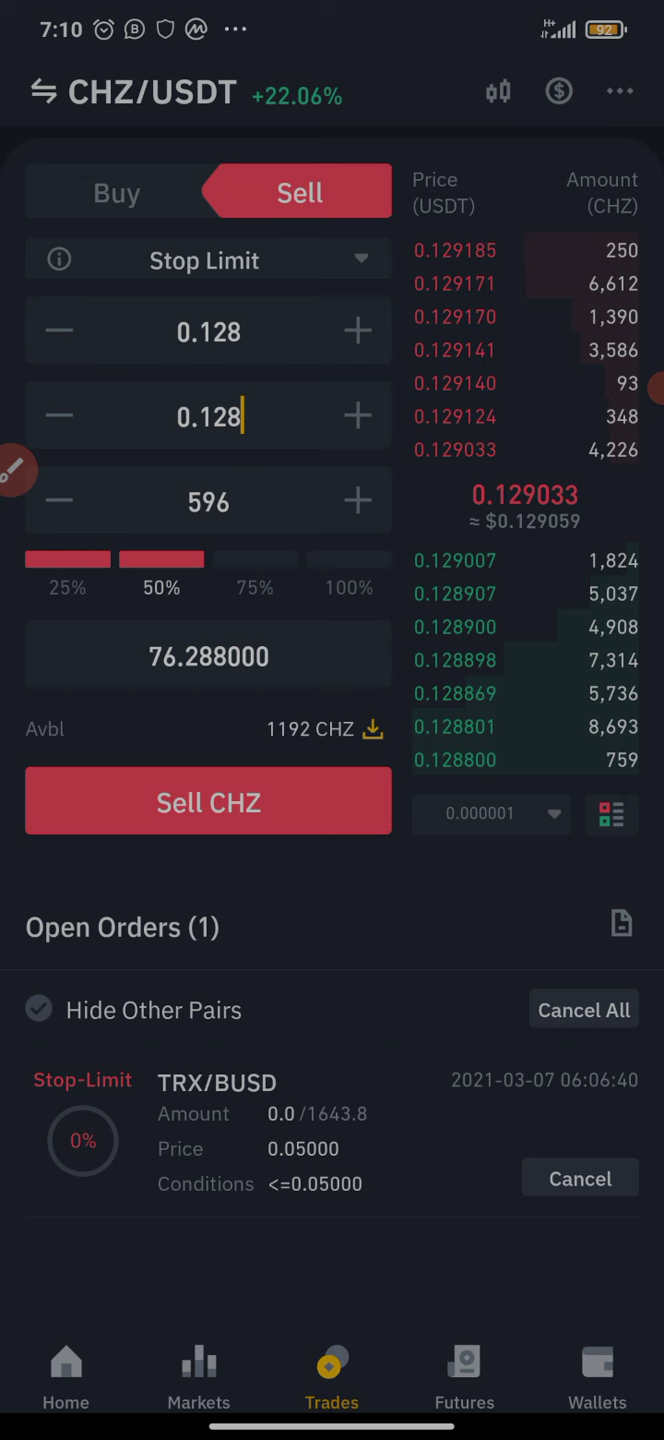 7:10
92
CHZ/USDT +22.06%
Buy
Sell
Stop Limit
0.128
0.128
596
25% 50% 75% 100%
76.288000
Avbl 1192 CHZ
Sell CHZ
Price (USDT)
Amount (CHZ)
0.129185 250
0.129171 6,612
0.129170 1,390
0.129141 3,586
0.129140 93
0.129124 348
0.129033 4,226
0.129033
≈ $0.129059
0.129007 1,824
0.128907 5,037
0.128900 4,908
0.128898 7,314
0.128869 5,736
0.128801 8,693
0.128800 759
0.000001
Open Orders (1)
Hide Other Pairs
Cancel All
Stop-Limit TRX/BUSD 2021-03-07 06:06:40
Amount 0.0 /1643.8
0%
Price 0.05000
Conditions <=0.05000
Cancel
Home Markets Trades Futures Wallets